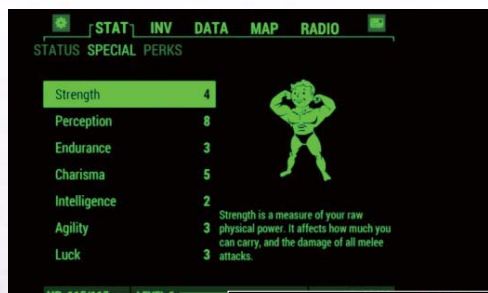 STAT INV DATA MAP RADIO
STATUS SPECIAL PERKS
Strength 4
Perception 8
Endurance 3
Charisma 5
Intelligence 2
Agility 3
Luck 3
Strength is a measure of your raw
physical power. It affects how much you
can carry, and the damage of all melee
attacks.